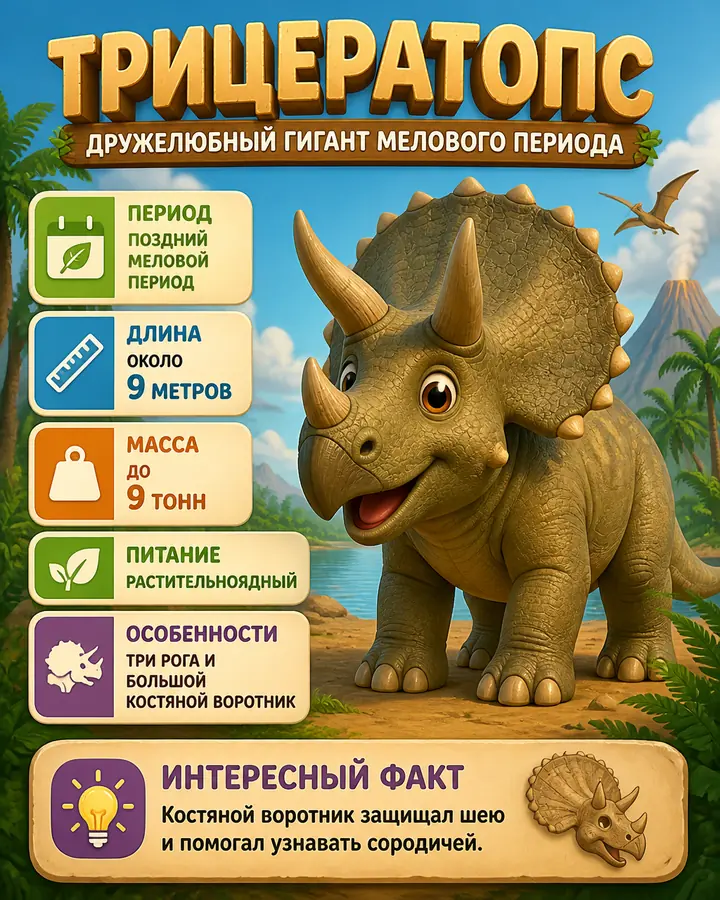 ТРИЦЕРАТОПС
ДРУЖЕЛЮБНЫЙ ГИГАНТ МЕЛОВОГО ПЕРИОДА
ПЕРИОД
ПОЗДНИЙ
МЕЛОВОЙ
ПЕРИОД
ДЛИНА
ОКОЛО
9 МЕТРОВ
МАССА
ДО
9 ТОНН
ПИТАНИЕ
РАСТИТЕЛЬНОЯДНЫЙ
ОСОБЕННОСТИ
ТРИ РОГА И
БОЛЬШОЙ
КОСТЯНОЙ ВОРОТНИК
ИНТЕРЕСНЫЙ ФАКТ
Костяной воротник защищал шею
и помогал узнавать сородичей.